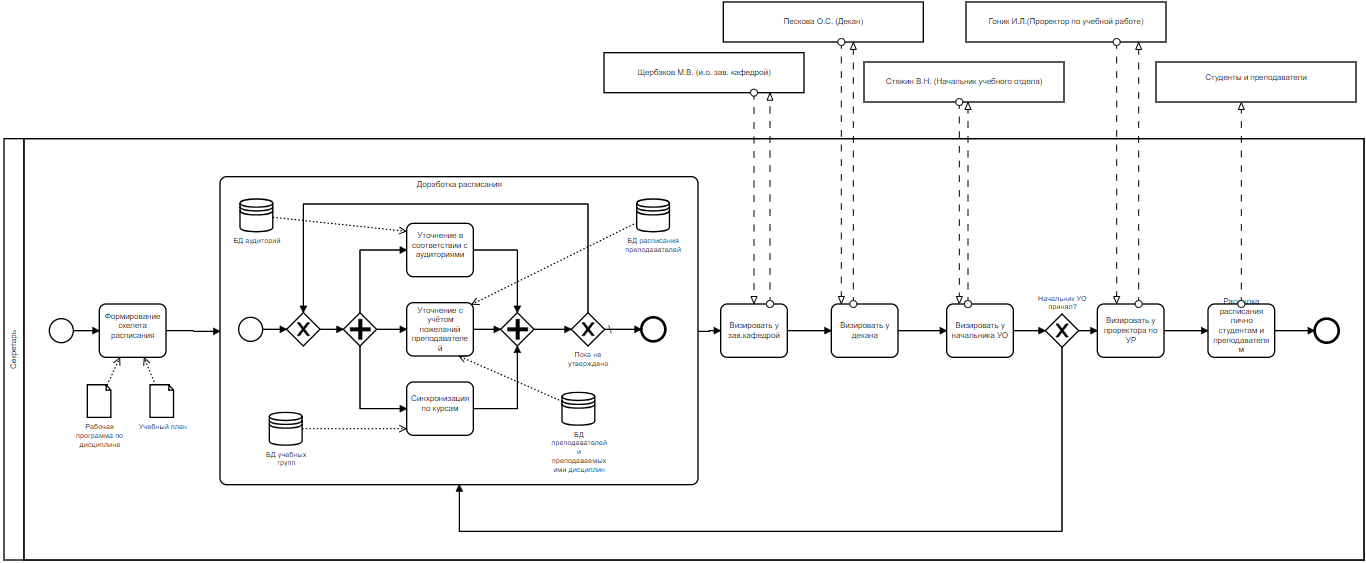 Пескова О.С. (Декан)
Гоник И.Л.(Проректор по учебной работе)
Щербаков М.В. (и.о. зав. кафедрой)
Стяжин В.Н. (Начальник учебного отдела)
Студенты и преподаватели
Секретарь
Формирование
скелета
расписания
Рабочая
программа по
дисциплине
Учебный план
Доработка расписания
БД аудиторий
Уточнение в
соответствии с
аудиториями
БД расписания
преподавателей
Уточнение с
учётом
пожеланий
преподавателе
й
Пока не
утверждено
Синхронизация
по курсам
БД учебных
групп
БД
преподавателей
и
преподаваемых
ими дисциплин
Визировать у
зав.кафедрой
Визировать у
декана
Визировать у
начальника УО
Начальник УО
принял?
Визировать у
проректора по
УР
Рассылка
расписания
лично
студентам и
преподавателя
м